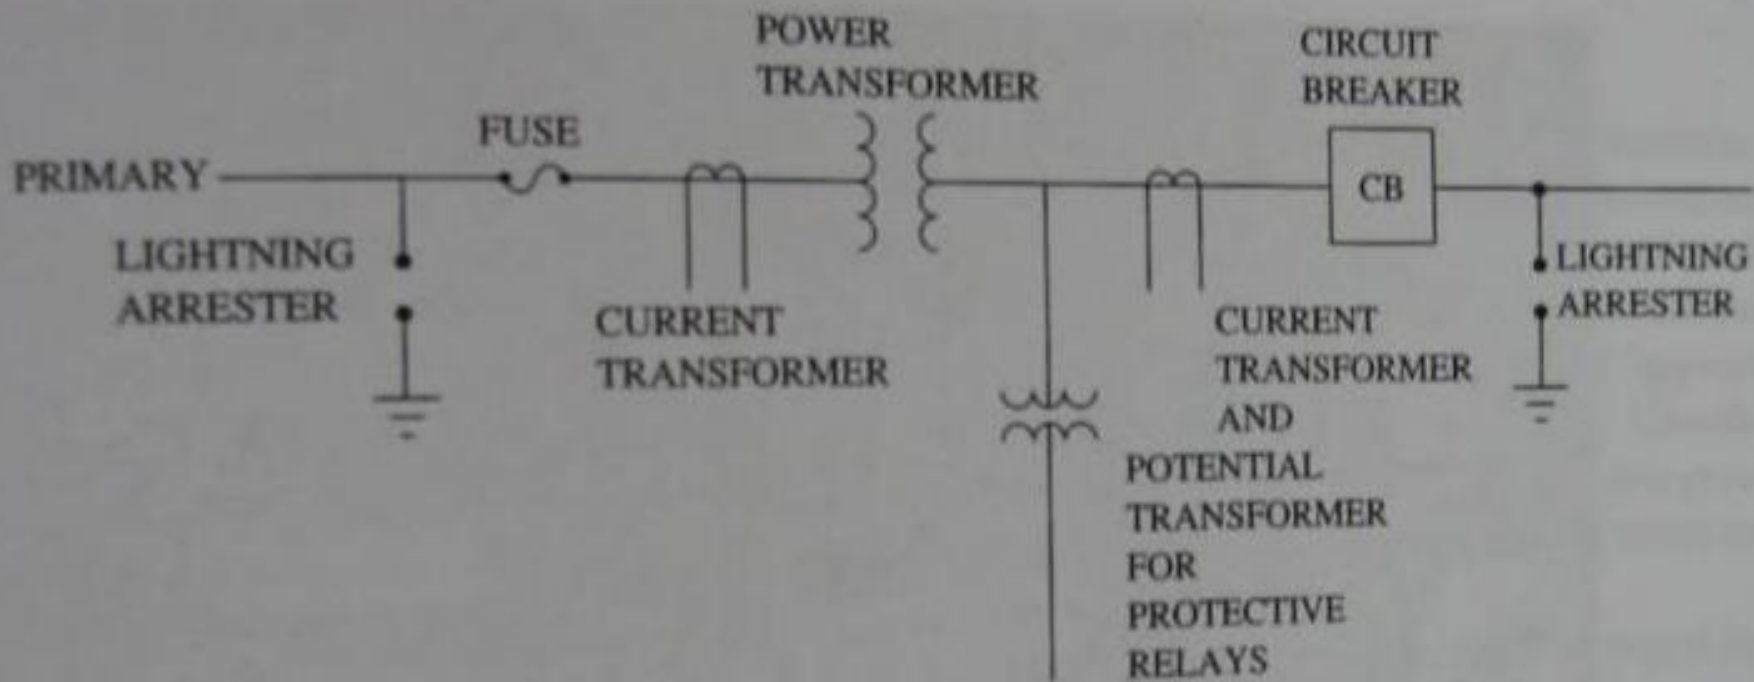 POWER
TRANSFORMER
CIRCUIT
BREAKER
FUSE
PRIMARY
CB
LIGHTNING
ARRESTER
CURRENT
TRANSFORMER
CURRENT
TRANSFORMER
AND
POTENTIAL
TRANSFORMER
FOR
PROTECTIVE
RELAYS
LIGHTNING
ARRESTER